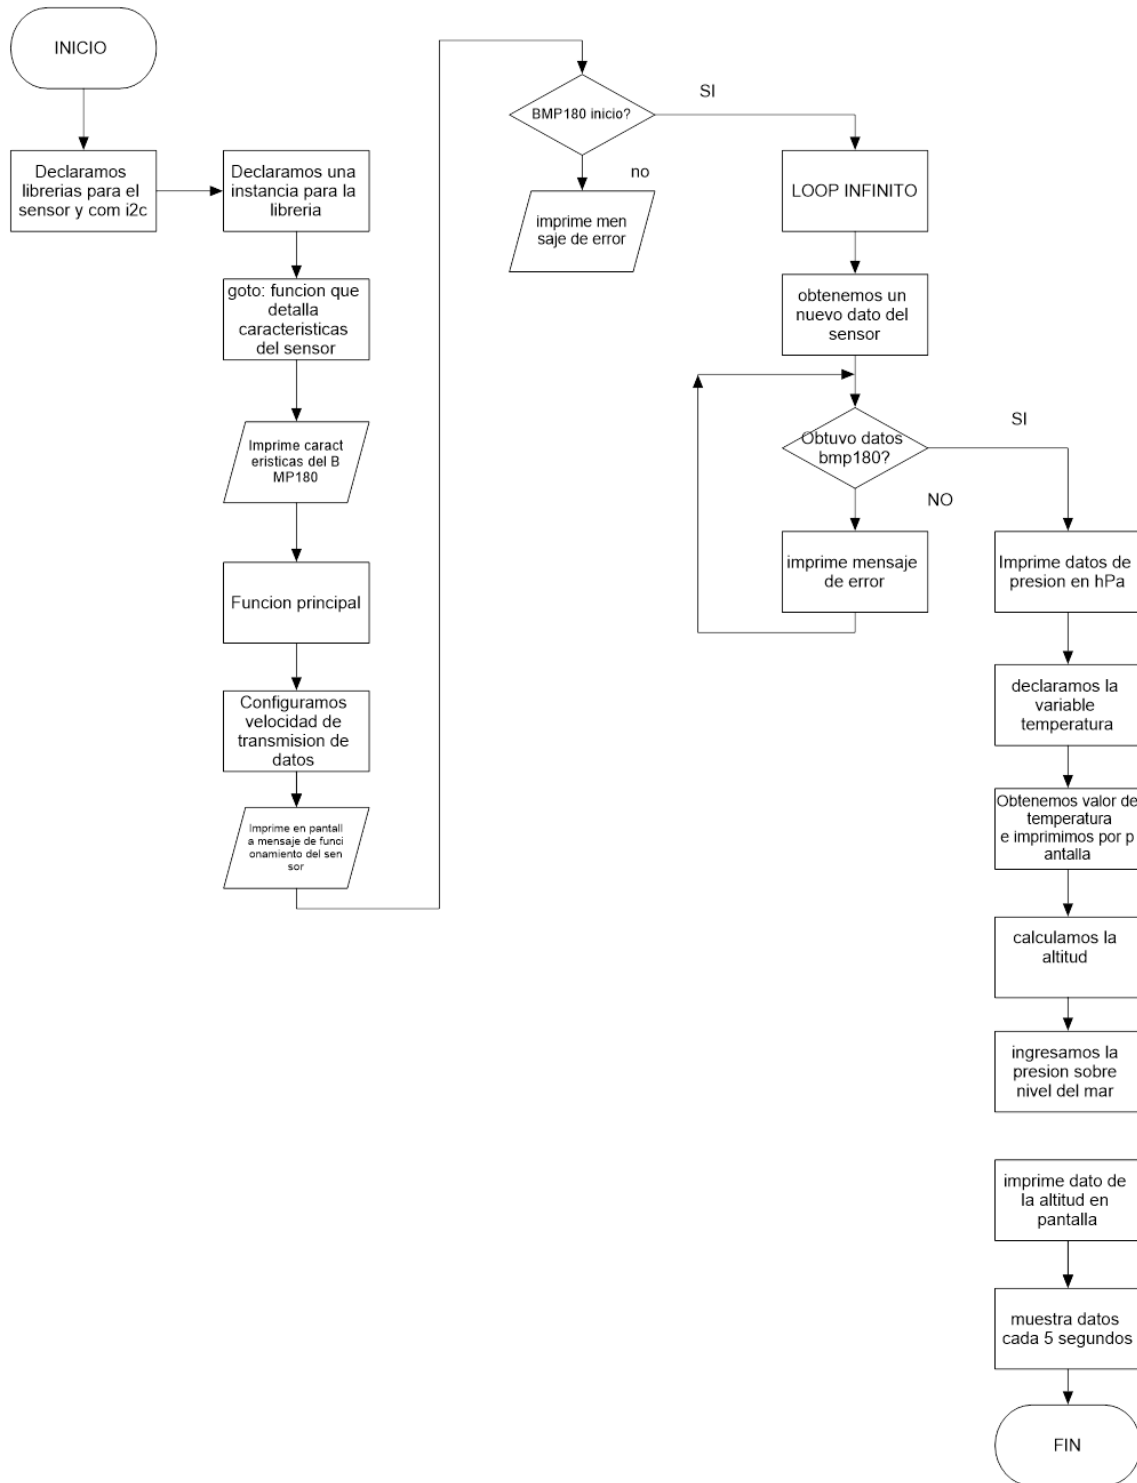 INICIO
Declaramos
librerias para el
sensor y com i2c
Declaramos una
instancia para la
libreria
goto: funcion que
detalla
caracteristicas
del sensor
Imprime caract
eristicas del B
MP180
Funcion principal
Configuramos
velocidad de
transmision de
datos
Imprime en pantall
a mensaje de funci
onamiento del sen
sor
BMP180 inicio?
SI
no
imprime men
saje de error
LOOP INFINITO
obtenemos un
nuevo dato del
sensor
Obtuvo datos
bmp180?
SI
NO
imprime mensaje
de error
Imprime datos de
presion en hPa
declaramos la
variable
temperatura
Obtenemos valor de
temperatura
e imprimimos por p
antalla
calculamos la
altitud
ingresamos la
presion sobre
nivel del mar
imprime dato de
la altitud en
pantalla
muestra datos
cada 5 segundos
FIN